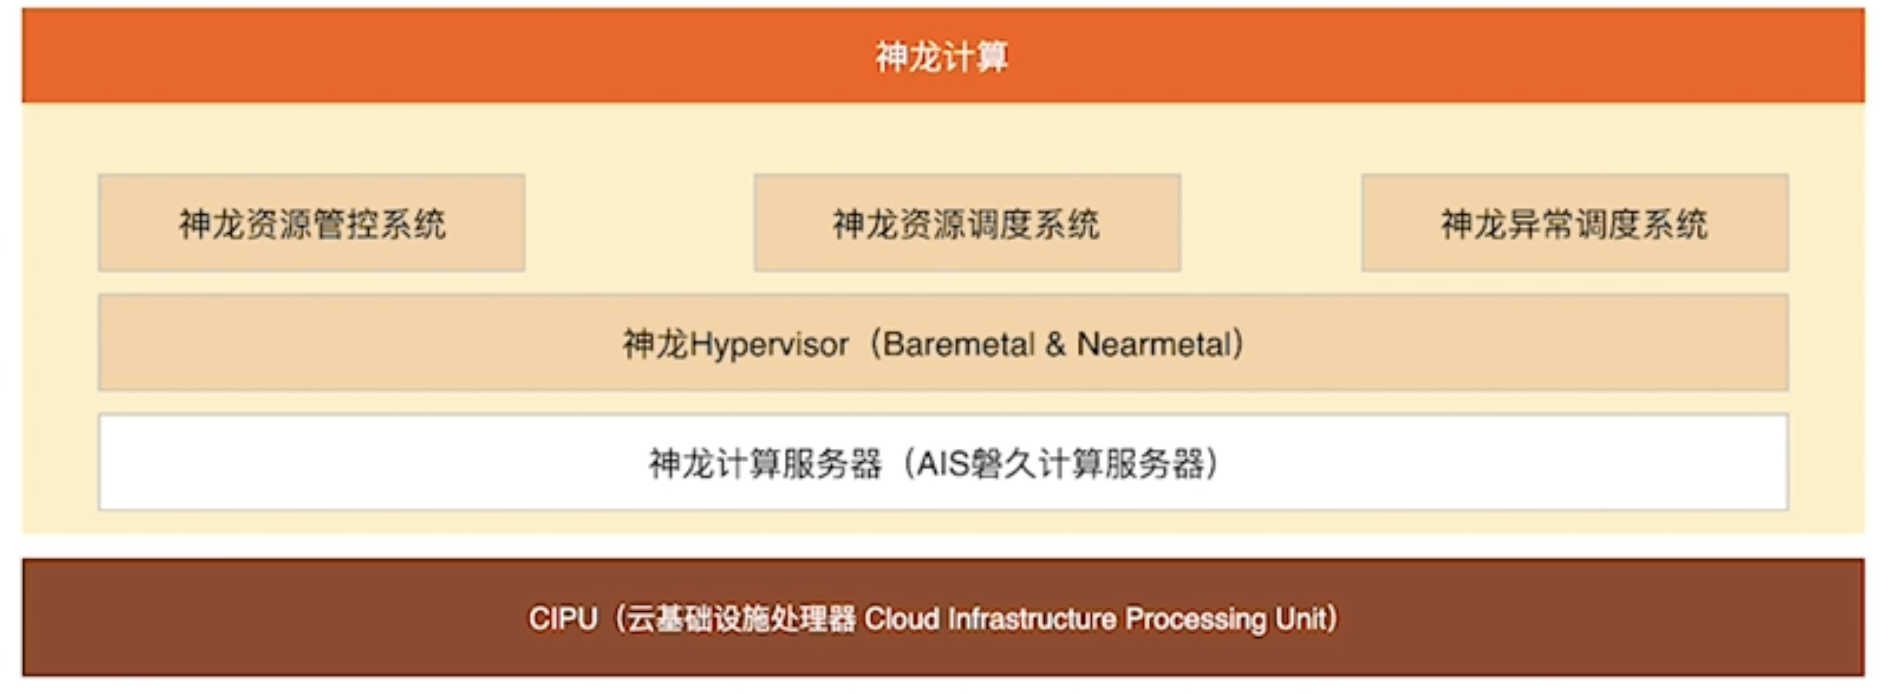 神龙计算
神龙资源管控系统
神龙资源调度系统
神龙异常调度系统
神龙Hypervisor（Baremetal & Nearmetal）
神龙计算服务器（AIS磐久计算服务器）
CIPU（云基础设施处理器 Cloud Infrastructure Processing Unit）